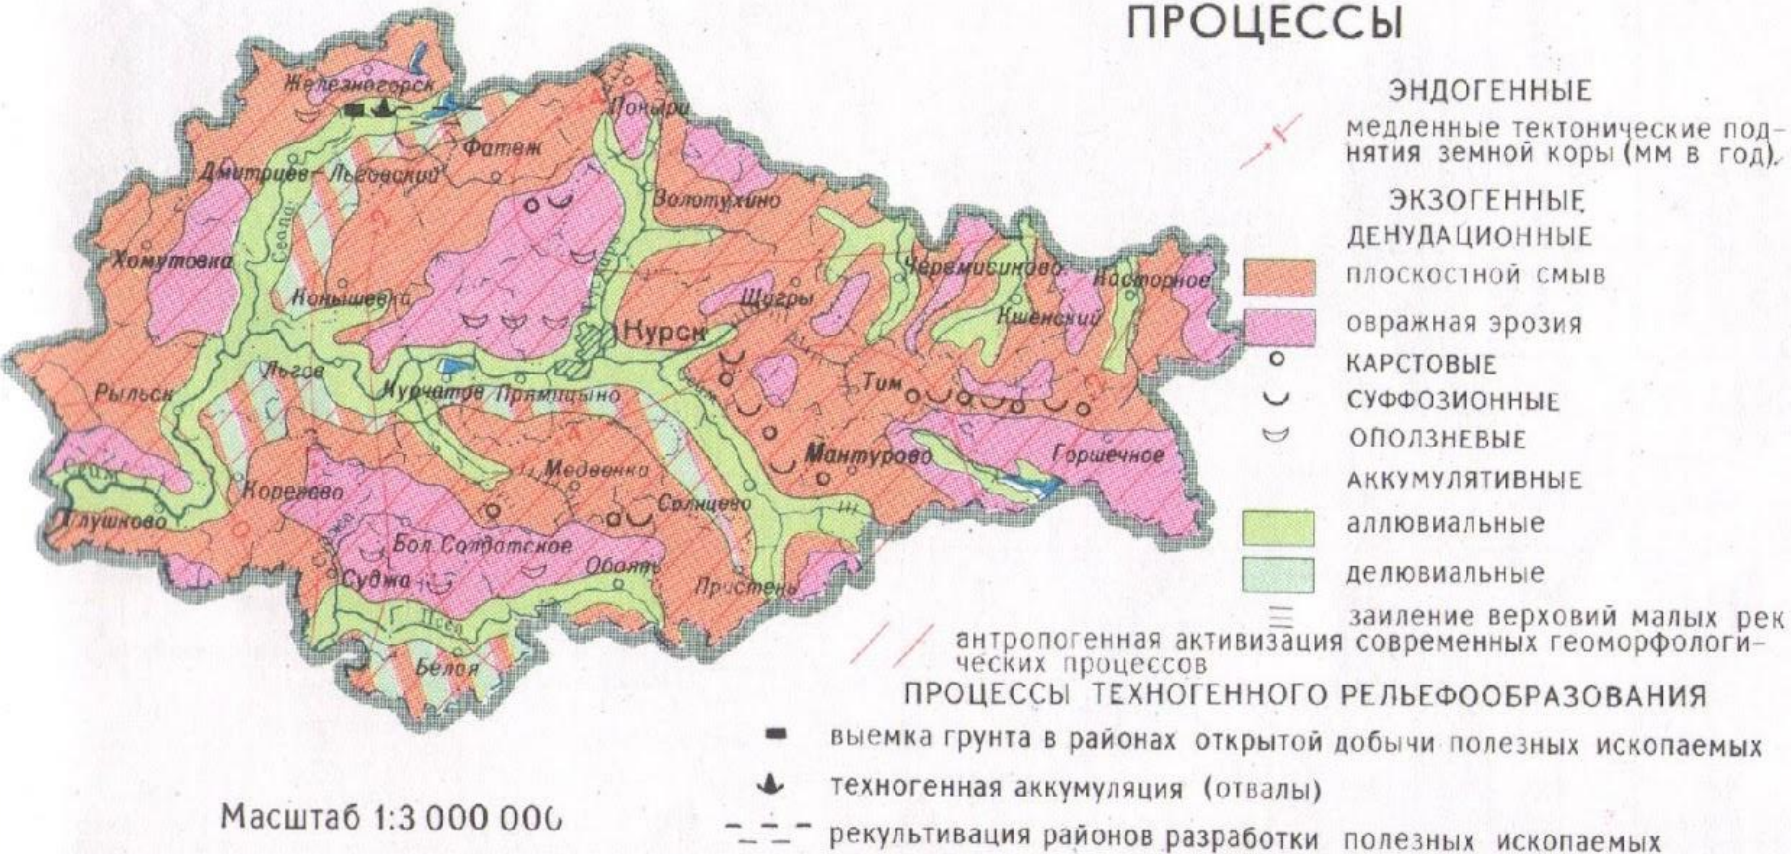 ПРОЦЕССЫ
ЭНДОГЕННЫЕ
медленные тектонические под-
нятия земной коры (мм в год).
ЭКЗОГЕННЫЕ
ДЕНУДАЦИОННЫЕ
плоскостной смыв
овражная эрозия
КАРСТОВЫЕ
СУФФОЗИОННЫЕ
ОПОЛЗНЕВЫЕ
АККУМУЛЯТИВНЫЕ
аллювиальные
делювиальные
заиление верховий малых рек
антропогенная активизация современных геоморфологи-
ческих процессов
ПРОЦЕССЫ ТЕХНОГЕННОГО РЕЛЬЕФООБРАЗОВАНИЯ
выемка грунта в районах открытой добычи полезных ископаемых
техногенная аккумуляция (отвалы)
рекультивация районов разработки полезных ископаемых
Масштаб 1:3 000 000
Железногорск
Поныри
Фатеж
Дмитриев-Льговский
Золотухино
Свапа
Хомутовка
Конышевка
Черемисиново
Касторное
Щигры
Кшенский
Курск
Льгов
Рыльск
Курчатов
Прямицыно
Тим
Сейм
Мантурово
Горшечное
Сейм
Медвенка
Коренево
Солнцево
Глушково
Бол. Солдатское
Суджа
Обоянь
Пристень
Псел
Белая